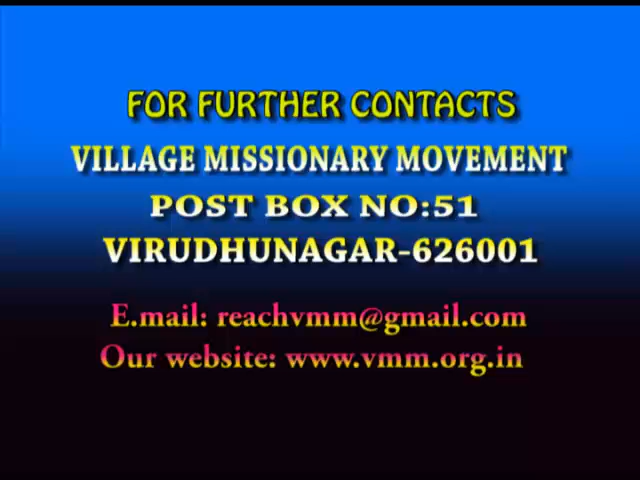 FOR FURTHER CONTACTS
VILLAGE MISSIONARY MOVEMENT
POST BOX NO:51
VIRUDHUNAGAR-626001
E.mail: reachvmm@gmail.com
Our website: www.vmm.org.in